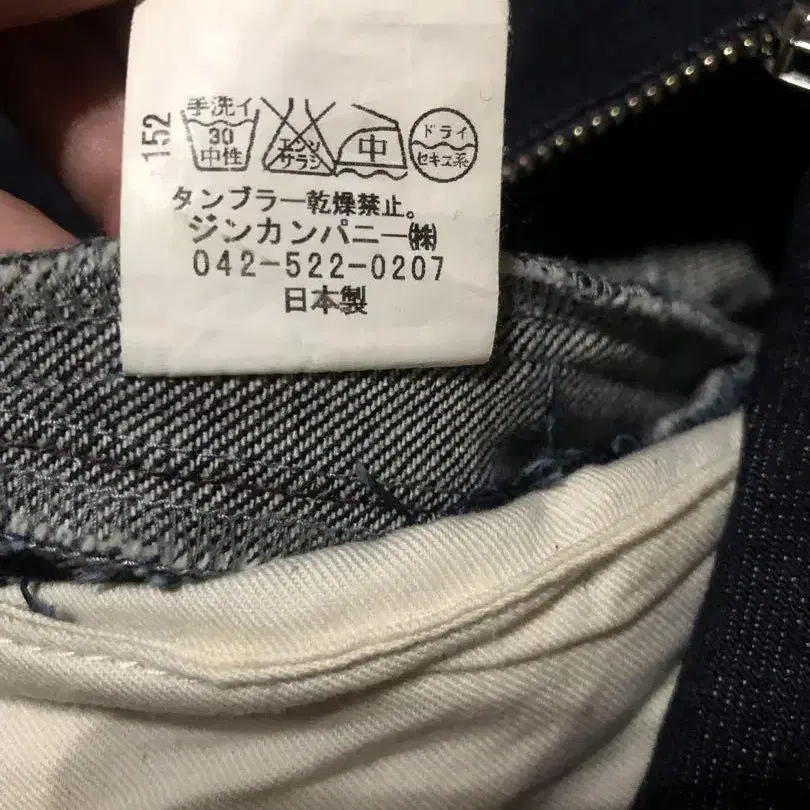 152
手洗イ
30
中性
エンソ
サラシ
中
ドライ
セキユ系
タンブラー乾燥禁止。
ジンカンパニー㈱
042-522-0207
日本製